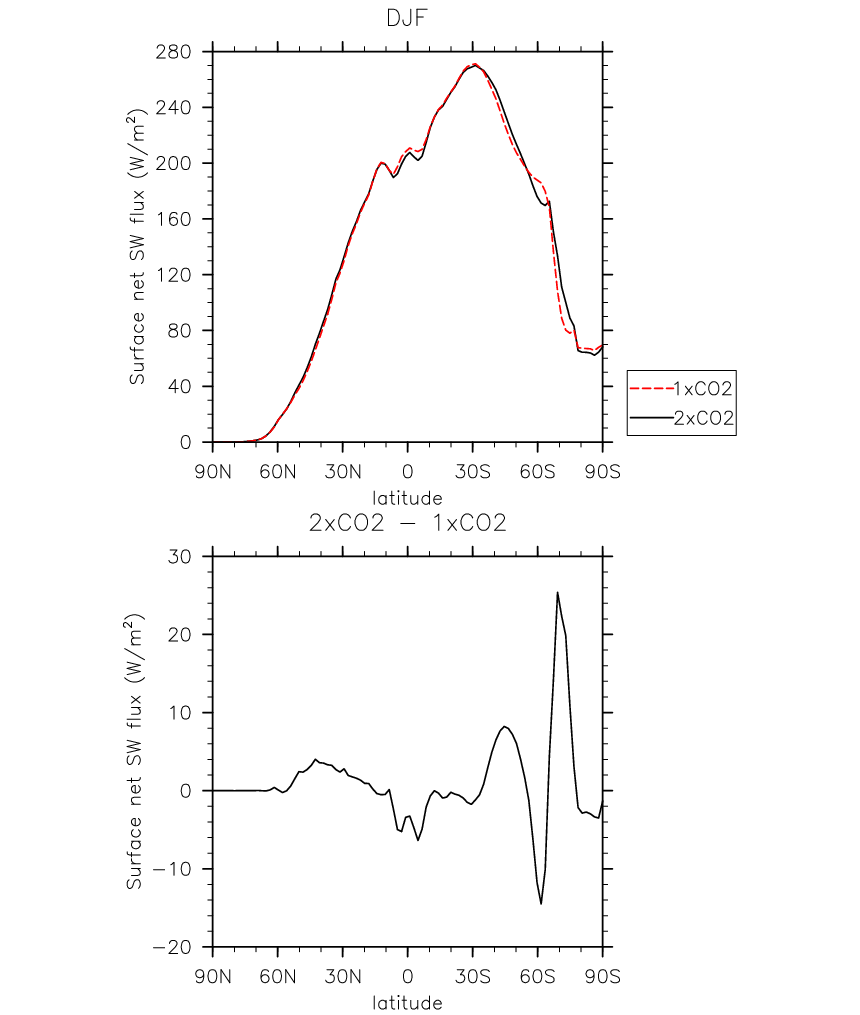 DJF
Surface net SW flux (W/m²)
280
240
200
160
120
80
40
0
90N 60N 30N 0 30S 60S 90S
latitude
1xCO2
2xCO2
2xCO2 − 1xCO2
Surface net SW flux (W/m²)
30
20
10
0
−10
−20
90N 60N 30N 0 30S 60S 90S
latitude